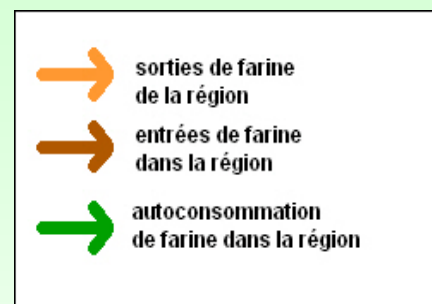 sorties de farine
de la région
entrées de farine
dans la région
autoconsommation
de farine dans la région